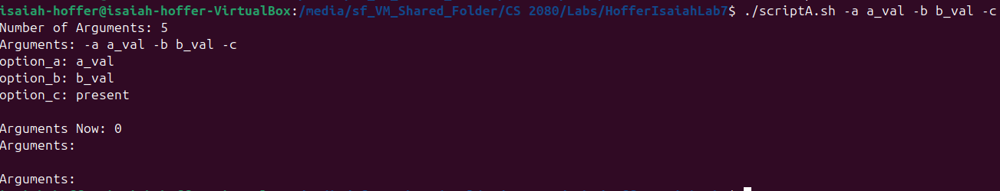 isaiah-hoffer@isaiah-hoffer-VirtualBox:/media/sf_VM_Shared_Folder/CS 2080/Labs/HofferIsaiahLab7$ ./scriptA.sh -a a_val -b b_val -c
Number of Arguments: 5
Arguments: -a a_val -b b_val -c
option_a: a_val
option_b: b_val
option_c: present
Arguments Now: 0
Arguments:
Arguments: